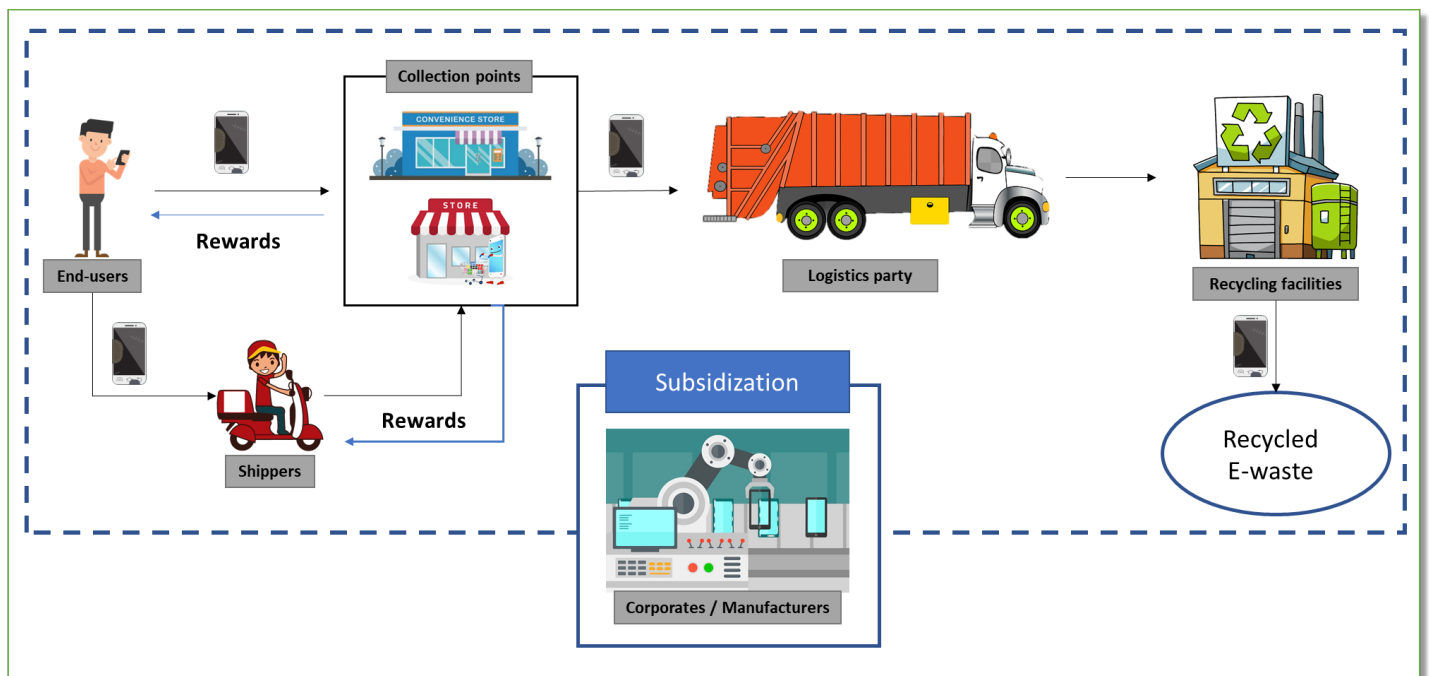 Collection points
CONVENIENCE STORE
STORE
Rewards
End-users
Logistics party
Recycling facilities
Rewards
Shippers
Subsidization
Recycled
E-waste
Corporates / Manufacturers